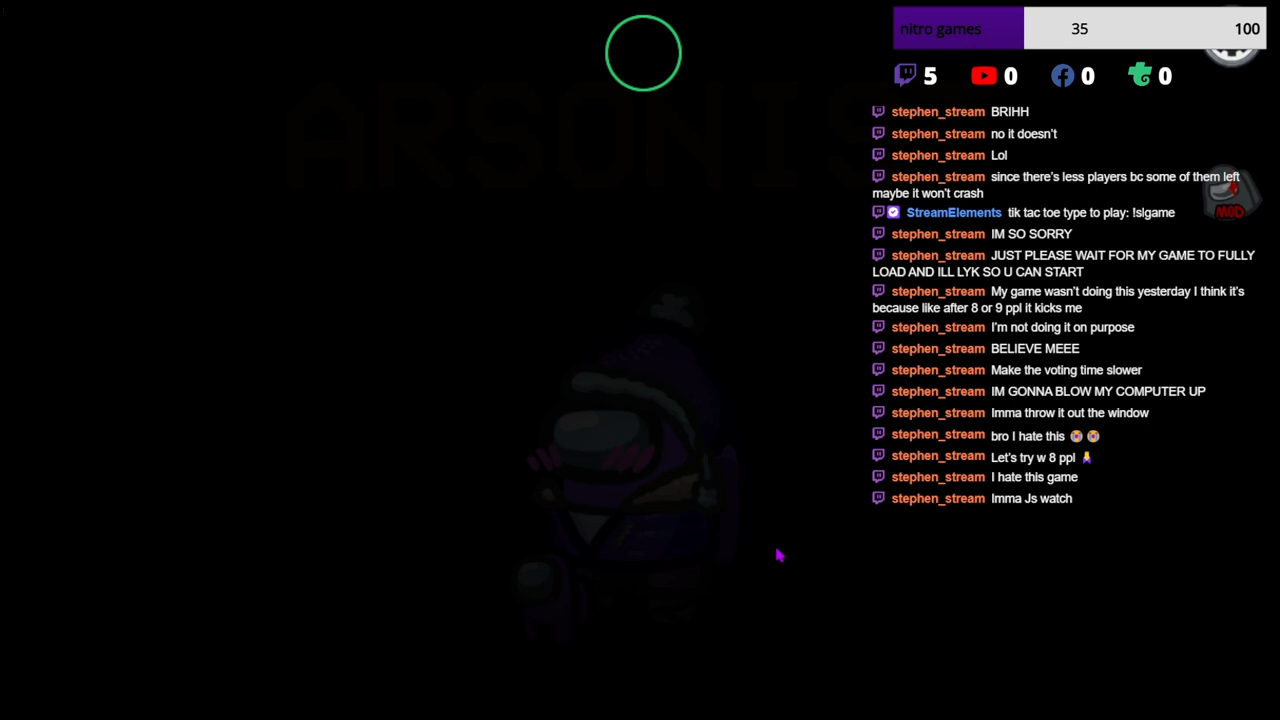 nitro games 35 100
5 0 0 0
ARSONIS
stephen_stream BRIHH
stephen_stream no it doesn't
stephen_stream Lol
stephen_stream since there's less players bc some of them left
maybe it won't crash
MOD
StreamElements tik tac toe type to play: !slgame
stephen_stream IM SO SORRY
stephen_stream JUST PLEASE WAIT FOR MY GAME TO FULLY
LOAD AND ILL LYK SO U CAN START
stephen_stream My game wasn't doing this yesterday I think it's
because like after 8 or 9 ppl it kicks me
stephen_stream I'm not doing it on purpose
stephen_stream BELIEVE MEEE
stephen_stream Make the voting time slower
stephen_stream IM GONNA BLOW MY COMPUTER UP
stephen_stream Imma throw it out the window
stephen_stream bro I hate this 😭 😭
stephen_stream Let's try w 8 ppl 🧍‍♀️
stephen_stream I hate this game
stephen_stream Imma Js watch